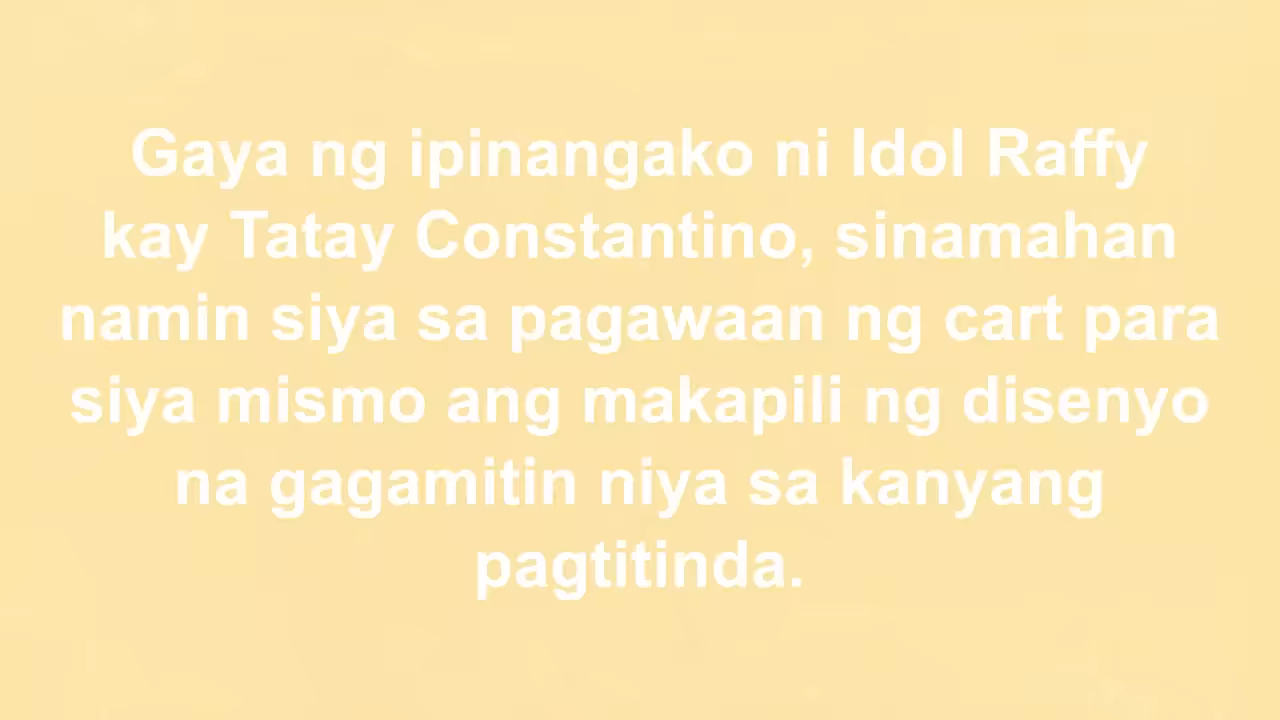 Gaya ng ipinangako ni Idol Raffy
kay Tatay Constantino, sinamahan
namin siya sa pagawaan ng cart para
siya mismo ang makapili ng disenyo
na gagamitin niya sa kanyang
pagtitinda.